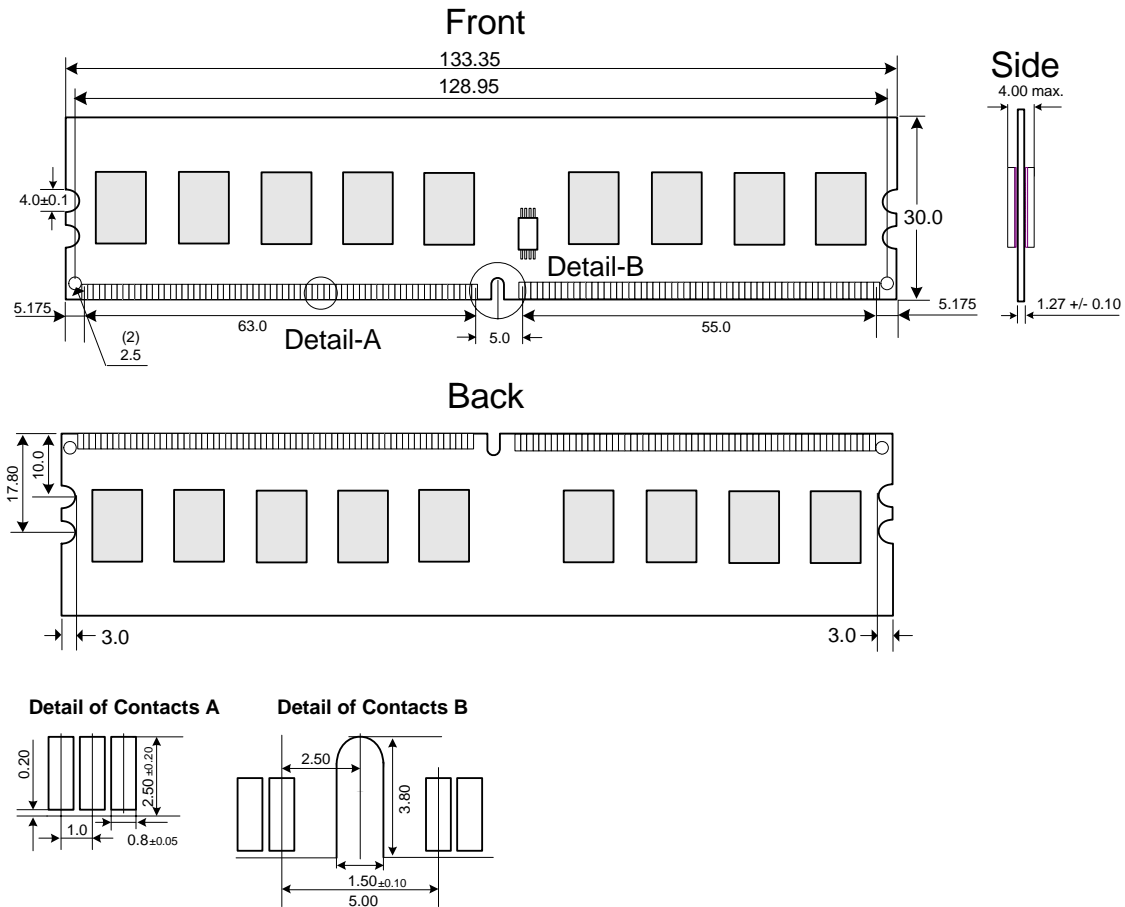 Front
133.35
128.95
Side
4.00 max.
4.0±0.1
30.0
Detail-B
5.175
63.0
Detail-A
5.0
55.0
5.175
1.27 +/- 0.10
(2)
2.5
Back
17.80
10.0
3.0
3.0
Detail of Contacts A
Detail of Contacts B
0.20
2.50 ±0.20
1.0
0.8±0.05
2.50
3.80
1.50±0.10
5.00